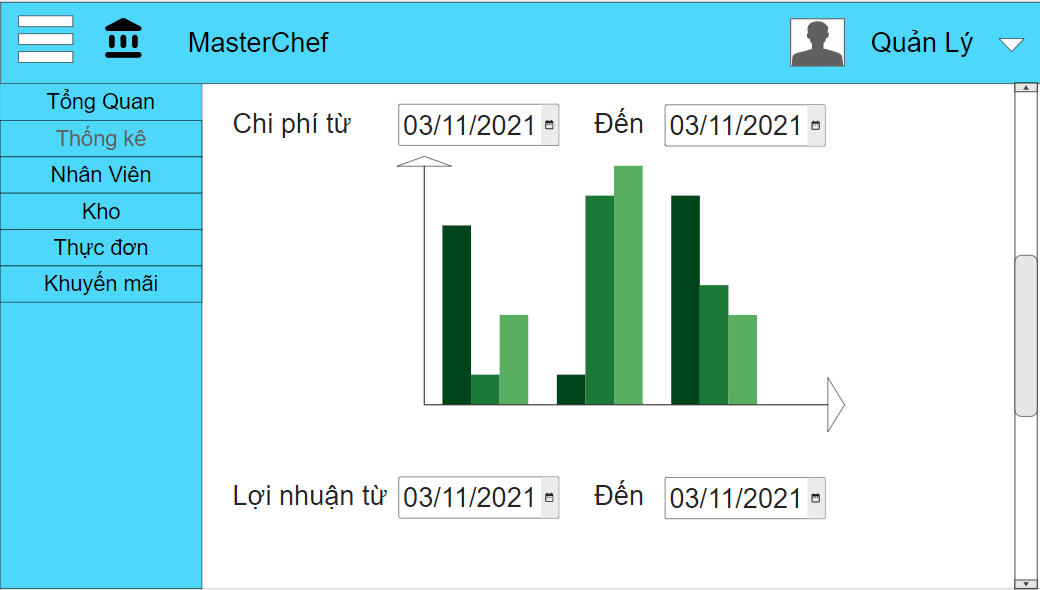 MasterChef
Quản Lý
Tổng Quan
Thống kê
Nhân Viên
Kho
Thực đơn
Khuyến mãi
Chi phí từ 03/11/2021 Đến 03/11/2021
Lợi nhuận từ 03/11/2021 Đến 03/11/2021